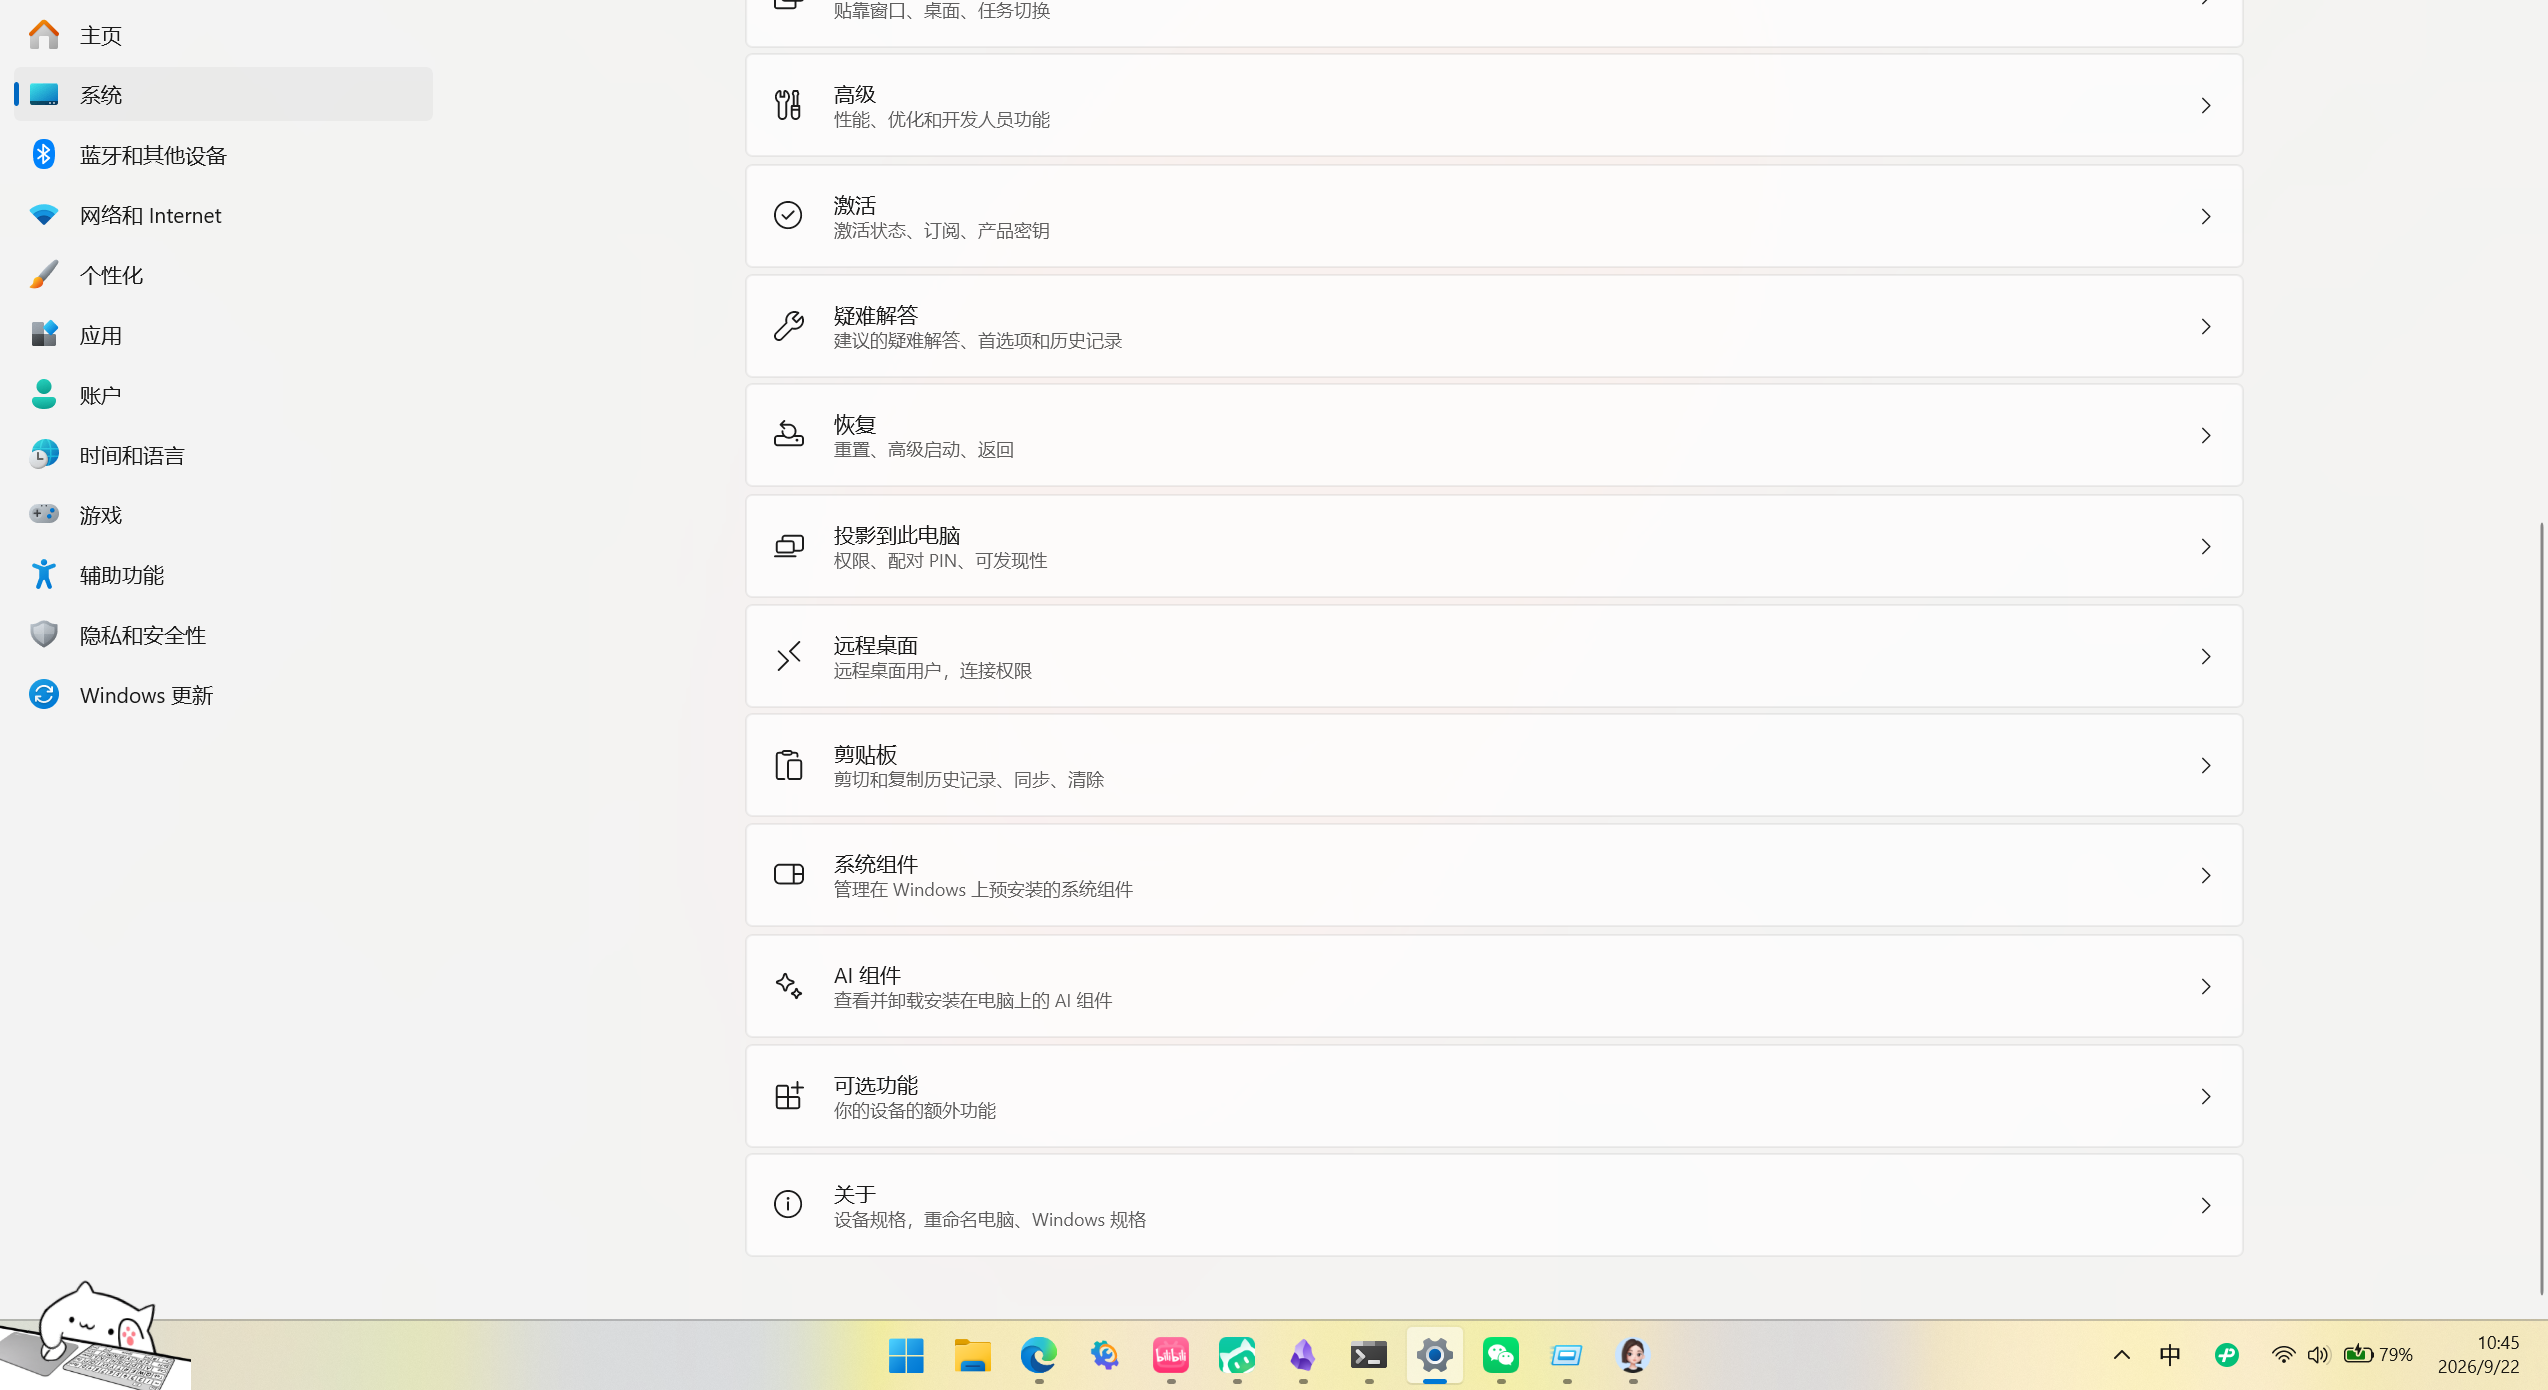 主页
系统
蓝牙和其他设备
网络和 Internet
个性化
应用
账户
时间和语言
游戏
辅助功能
隐私和安全性
Windows 更新
贴靠窗口、桌面、任务切换
高级
性能、优化和开发人员功能
激活
激活状态、订阅、产品密钥
疑难解答
建议的疑难解答、首选项和历史记录
恢复
重置、高级启动、返回
投影到此电脑
权限、配对 PIN、可发现性
远程桌面
远程桌面用户，连接权限
剪贴板
剪切和复制历史记录、同步、清除
系统组件
管理在 Windows 上预安装的系统组件
AI 组件
查看并卸载安装在电脑上的 AI 组件
可选功能
你的设备的额外功能
关于
设备规格，重命名电脑、Windows 规格
bilibili
中
79%
10:45
2026/9/22